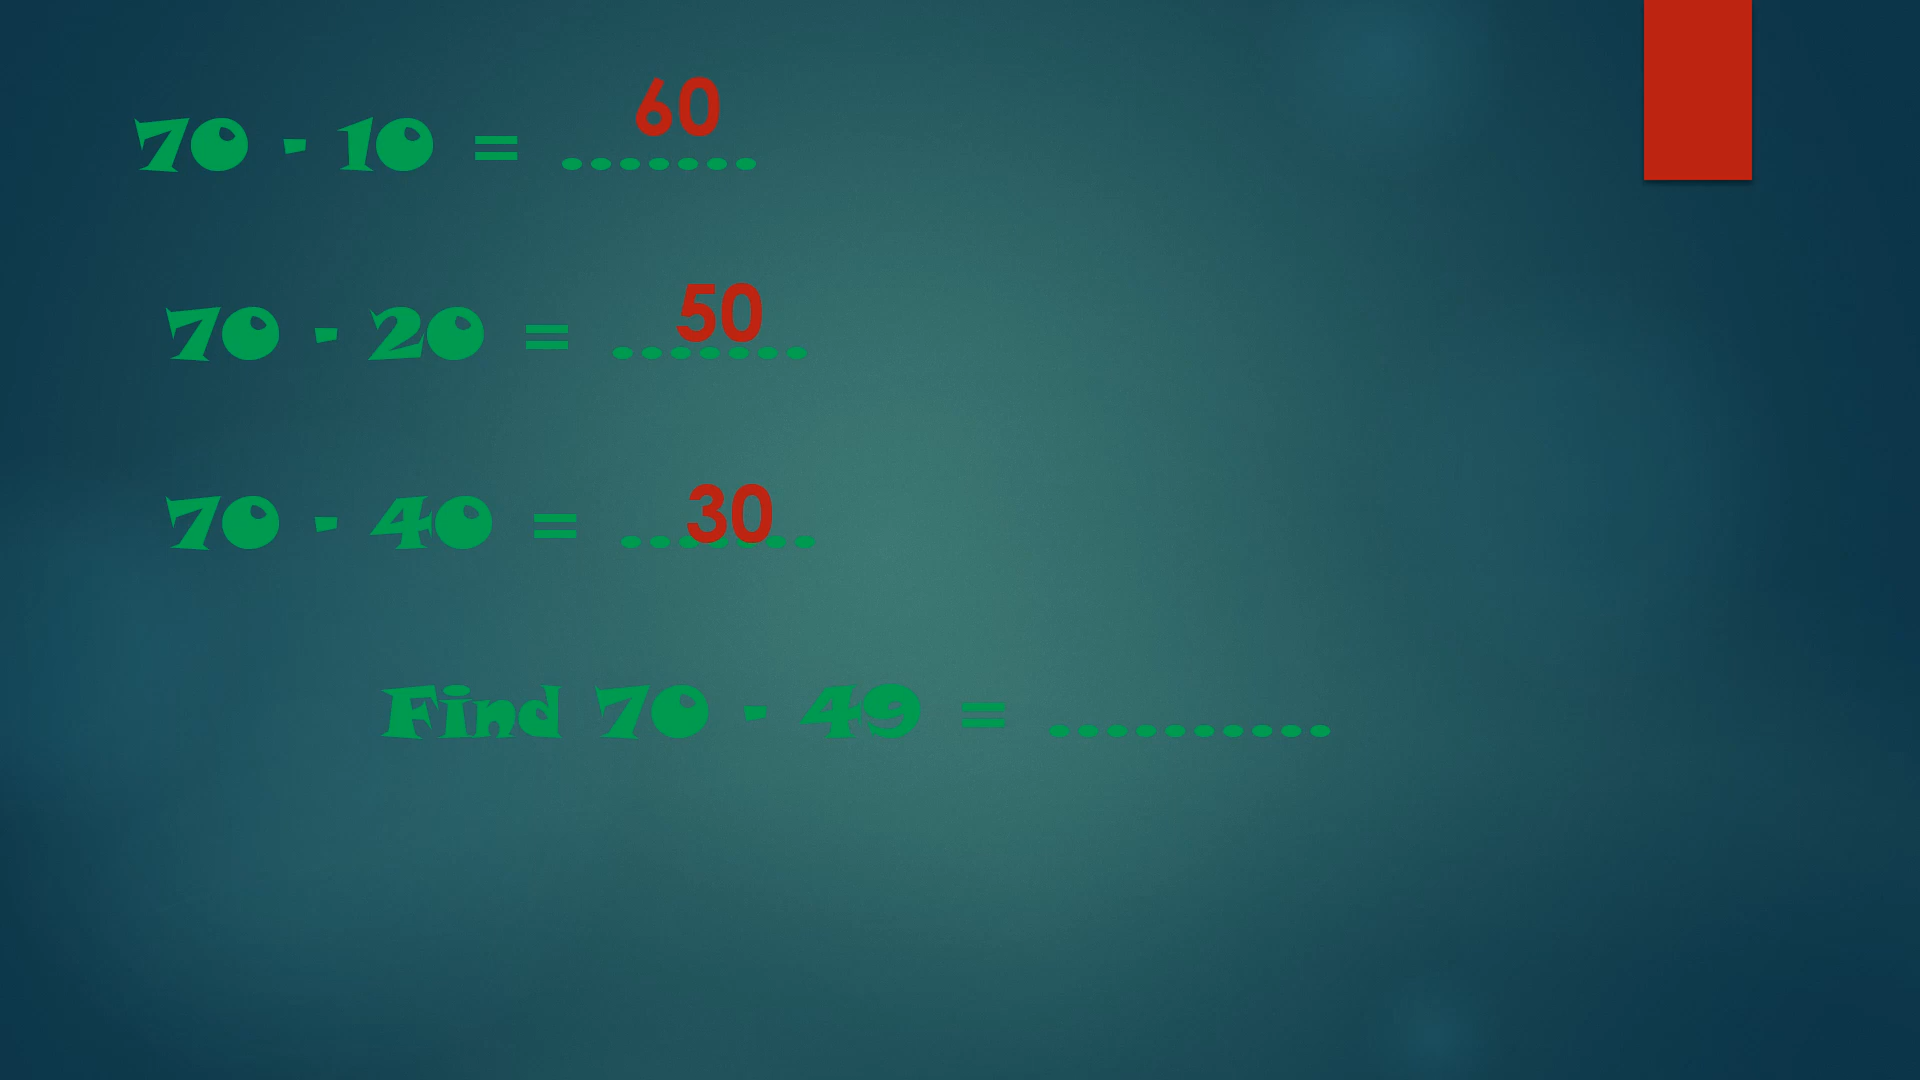 70 - 10 = ....... 60
70 - 20 = ....... 50
70 - 40 = ....... 30
Find 70 - 49 = ..........